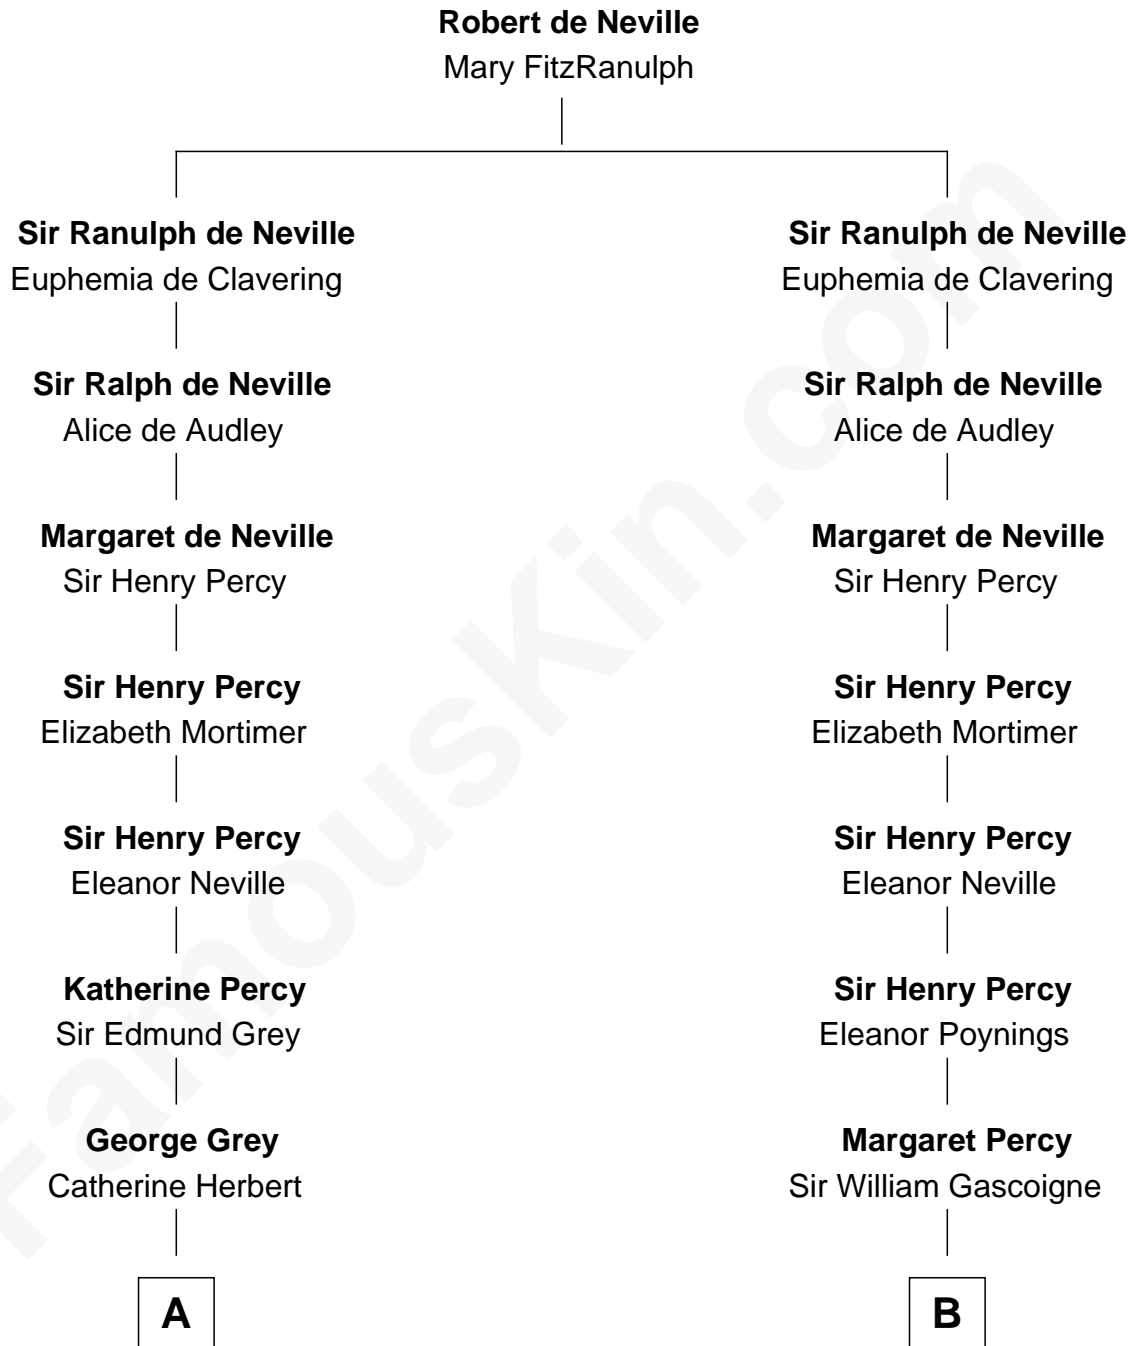 Robert de Neville
Mary FitzRanulph
Sir Ranulph de Neville
Euphemia de Clavering
Sir Ranulph de Neville
Euphemia de Clavering
Sir Ralph de Neville
Alice de Audley
Sir Ralph de Neville
Alice de Audley
Margaret de Neville
Sir Henry Percy
Margaret de Neville
Sir Henry Percy
Sir Henry Percy
Elizabeth Mortimer
Sir Henry Percy
Elizabeth Mortimer
Sir Henry Percy
Eleanor Neville
Sir Henry Percy
Eleanor Neville
Katherine Percy
Sir Edmund Grey
Sir Henry Percy
Eleanor Poynings
George Grey
Catherine Herbert
Margaret Percy
Sir William Gascoigne
A
B
FamousKin.com